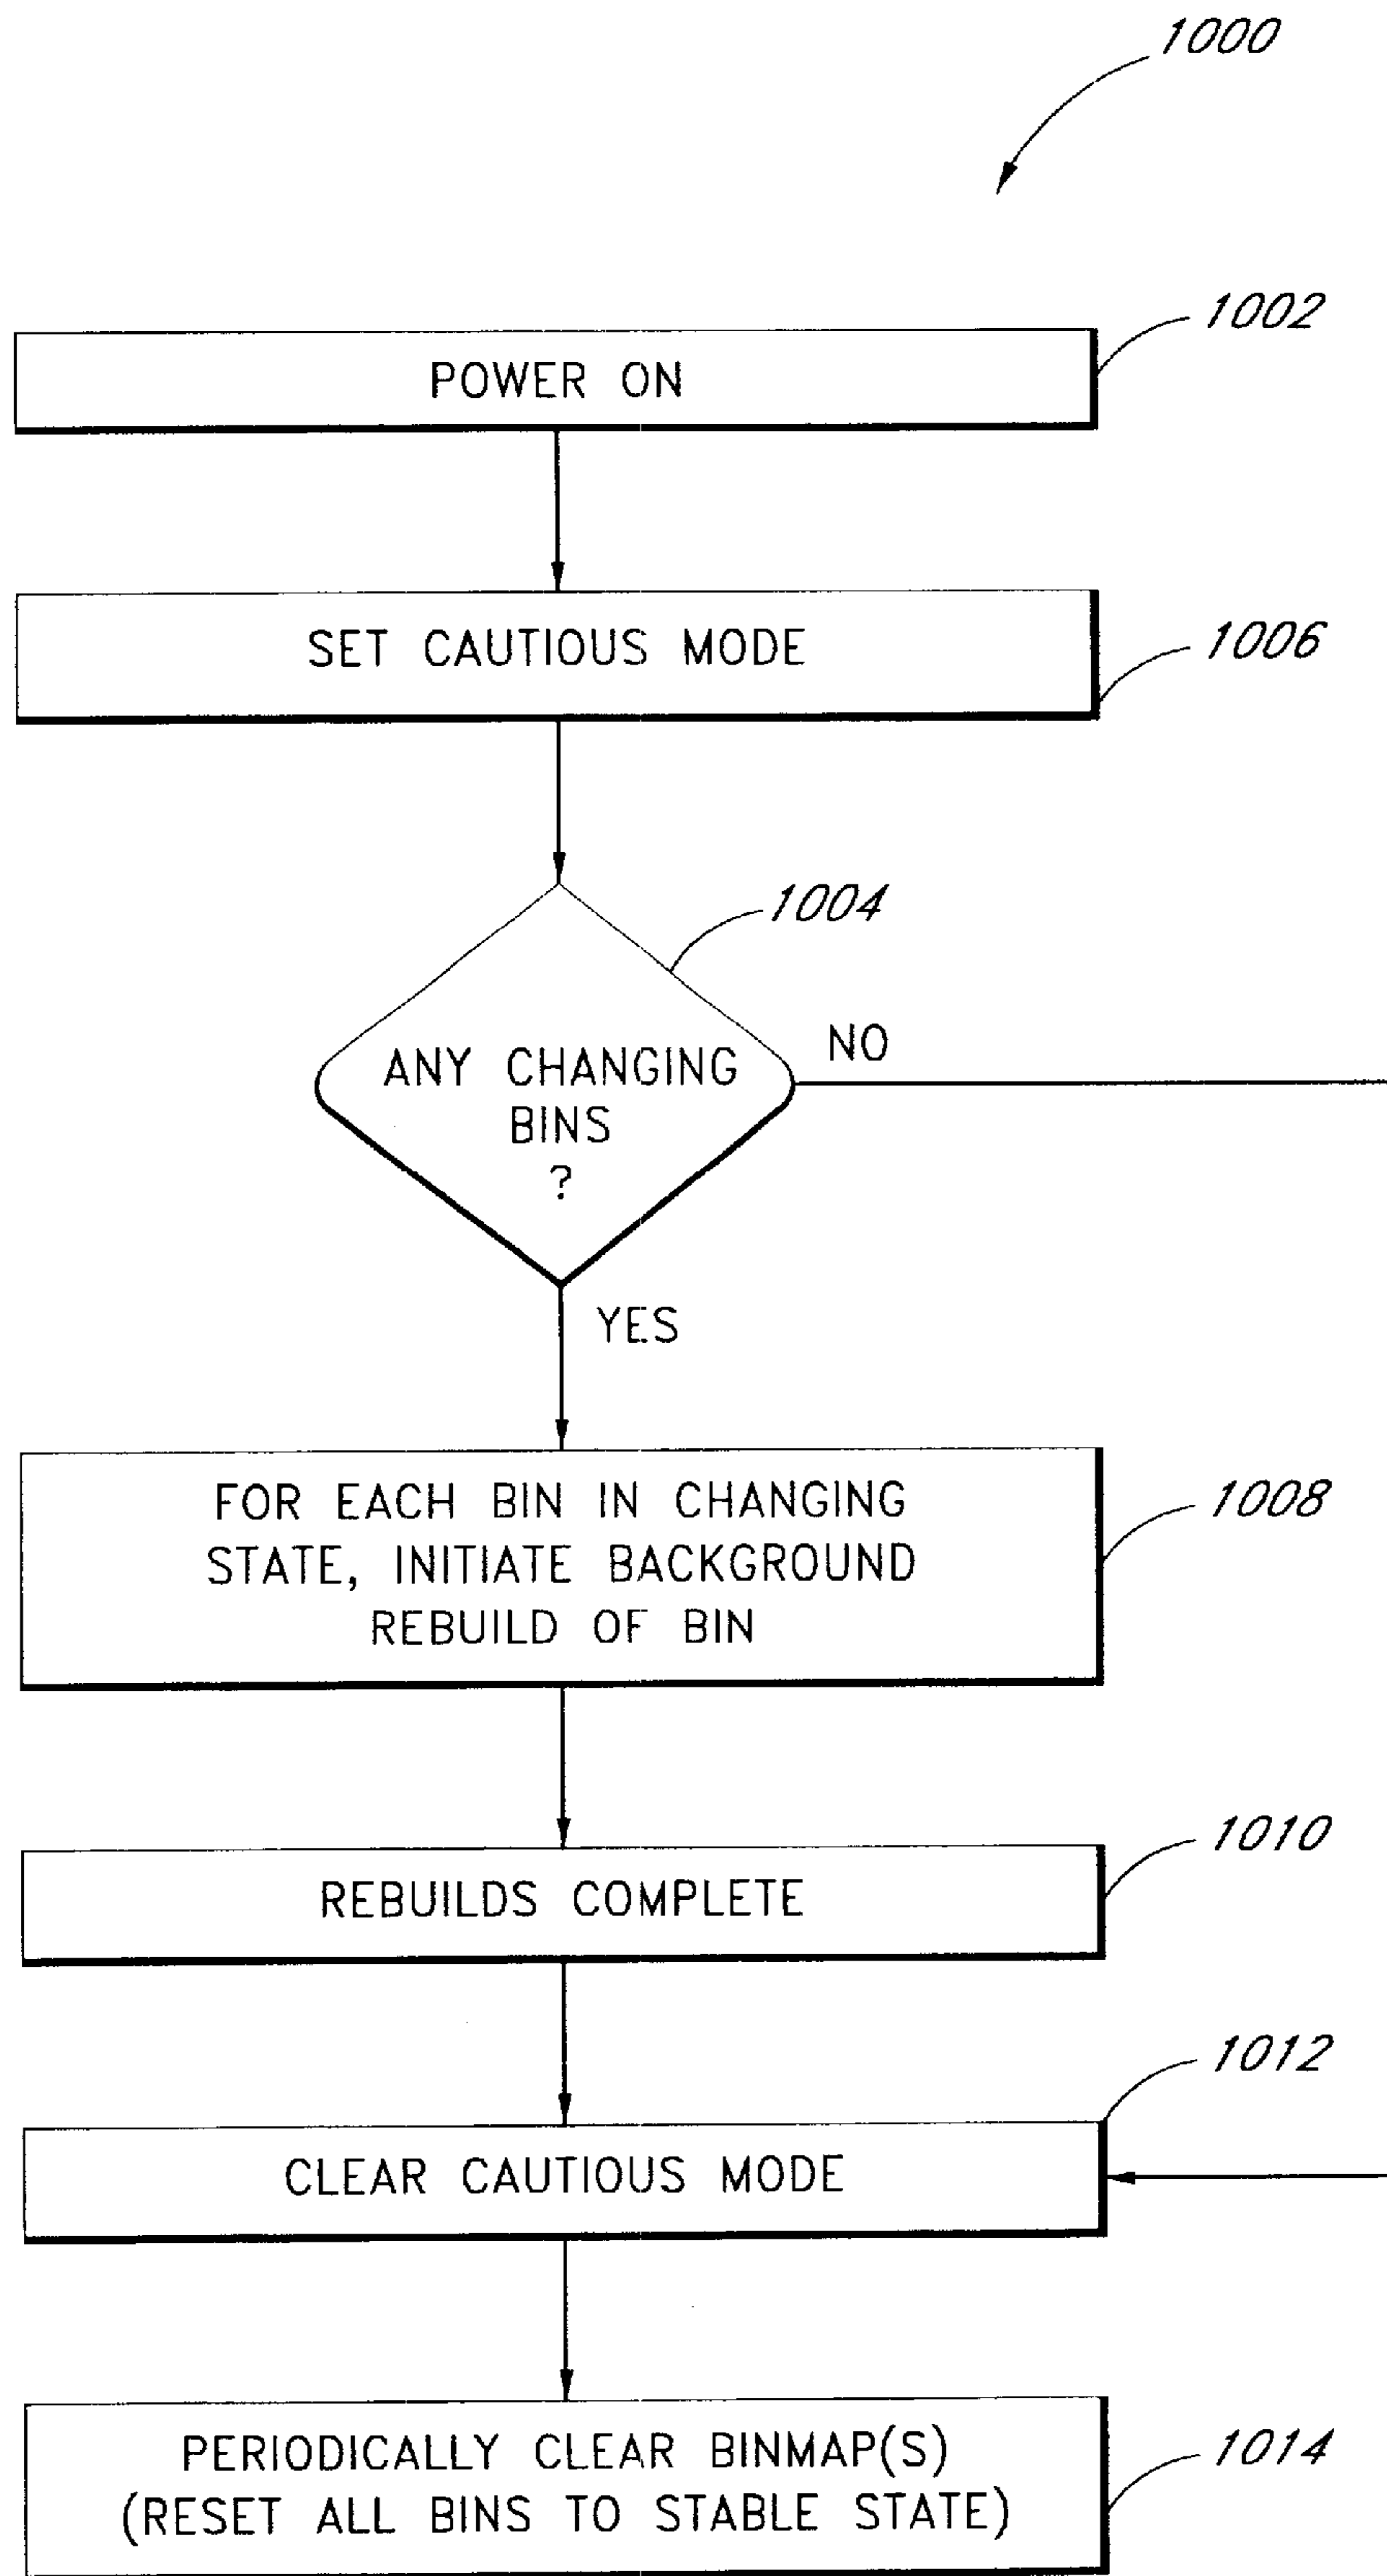 1000
1002
POWER ON
SET CAUTIOUS MODE
1006
1004
ANY CHANGING
BINS
?
NO
YES
FOR EACH BIN IN CHANGING
STATE, INITIATE BACKGROUND
REBUILD OF BIN
1008
1010
REBUILDS COMPLETE
1012
CLEAR CAUTIOUS MODE
PERIODICALLY CLEAR BINMAP(S)
(RESET ALL BINS TO STABLE STATE)
1014